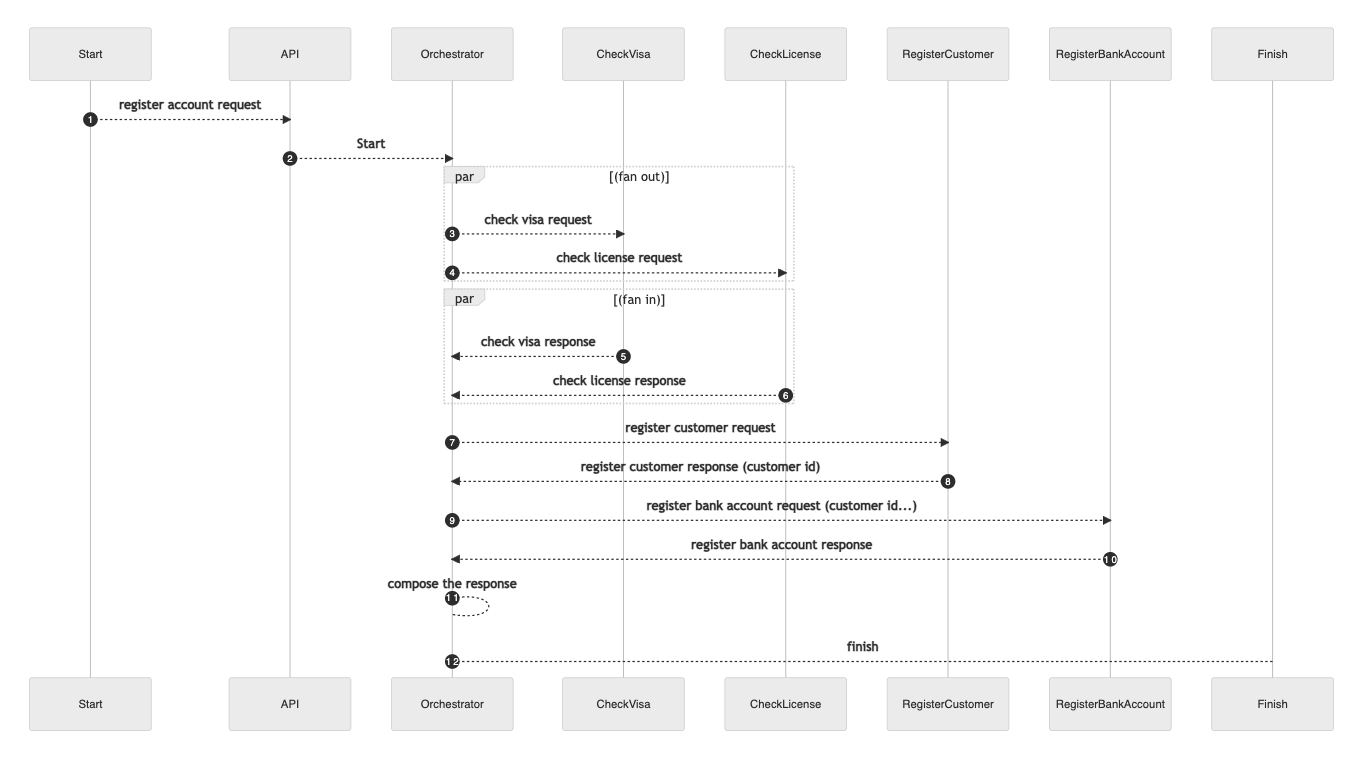 Start
API
Orchestrator
CheckVisa
CheckLicense
RegisterCustomer
RegisterBankAccount
Finish
register account request
1
Start
2
par
[(fan out)]
check visa request
3
check license request
4
par
[(fan in)]
check visa response
5
check license response
6
register customer request
7
register customer response (customer id)
8
register bank account request (customer id...)
9
register bank account response
10
compose the response
11
finish
12
Start
API
Orchestrator
CheckVisa
CheckLicense
RegisterCustomer
RegisterBankAccount
Finish